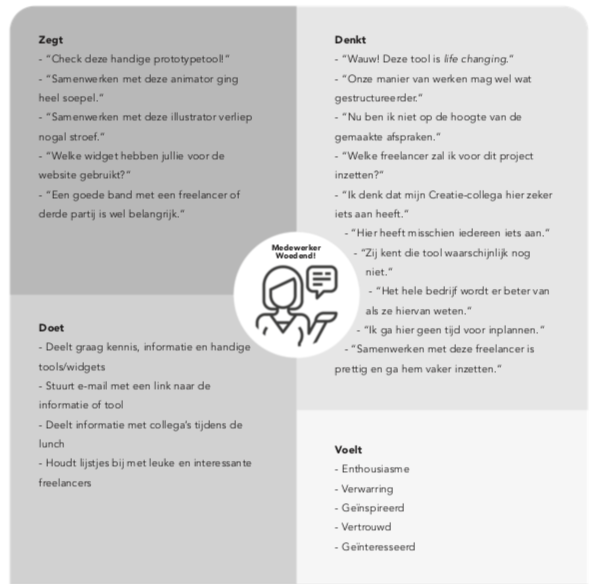 Zegt
- “Check deze handige prototypetool!”
- “Samenwerken met deze animator ging
heel soepel.”
- “Samenwerken met deze illustrator verliep
nogal stroef.”
- “Welke widget hebben jullie voor de
website gebruikt?”
- “Een goede band met een freelancer of
derde partij is wel belangrijk.”
Denkt
- “Wauw! Deze tool is life changing.”
- “Onze manier van werken mag wel wat
gestructureerder.”
- “Nu ben ik niet op de hoogte van de
gemaakte afspraken.”
- “Welke freelancer zal ik voor dit project
inzetten?”
- “Ik denk dat mijn Creatie-collega hier zeker
iets aan heeft.”
- “Hier heeft misschien iedereen iets aan.”
- “Zij kent die tool waarschijnlijk nog
niet.”
- “Het hele bedrijf wordt er beter van
als ze hiervan weten.”
- “Ik ga hier geen tijd voor inplannen.”
- “Samenwerken met deze freelancer is
prettig en ga hem vaker inzetten.”
Medewerker
Woedend!
Doet
- Deelt graag kennis, informatie en handige
tools/widgets
- Stuurt e-mail met een link naar de
informatie of tool
- Deelt informatie met collega’s tijdens de
lunch
- Houdt lijstjes bij met leuke en interessante
freelancers
Voelt
- Enthousiasme
- Verwarring
- Geïnspireerd
- Vertrouwd
- Geïnteresseerd